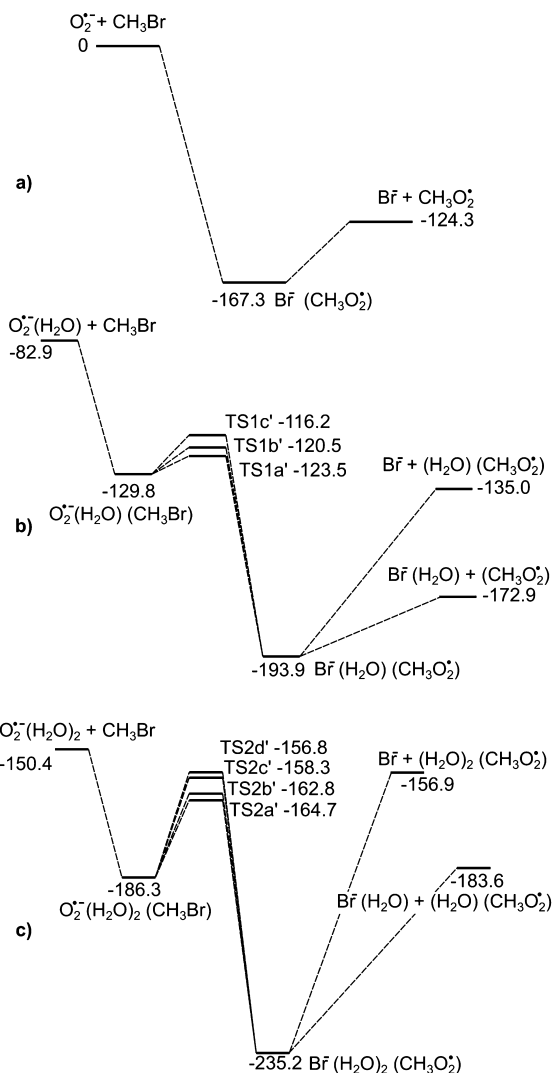 O₂•⁻ + CH₃Br
0
a)
Br⁻ + CH₃O₂•
-124.3
-167.3 Br⁻ (CH₃O₂•)
O₂•⁻(H₂O) + CH₃Br
-82.9
TS1c' -116.2
TS1b' -120.5
TS1a' -123.5
Br⁻ + (H₂O) (CH₃O₂•)
-135.0
-129.8
O₂•⁻(H₂O) (CH₃Br)
b)
Br⁻ (H₂O) + (CH₃O₂•)
-172.9
-193.9 Br⁻ (H₂O) (CH₃O₂•)
O₂•⁻(H₂O)₂ + CH₃Br
-150.4
TS2d' -156.8
TS2c' -158.3
TS2b' -162.8
TS2a' -164.7
Br⁻ + (H₂O)₂ (CH₃O₂•)
-156.9
-186.3
O₂•⁻(H₂O)₂ (CH₃Br)
-183.6
Br⁻ (H₂O) + (H₂O) (CH₃O₂•)
c)
-235.2 Br⁻ (H₂O)₂ (CH₃O₂•)